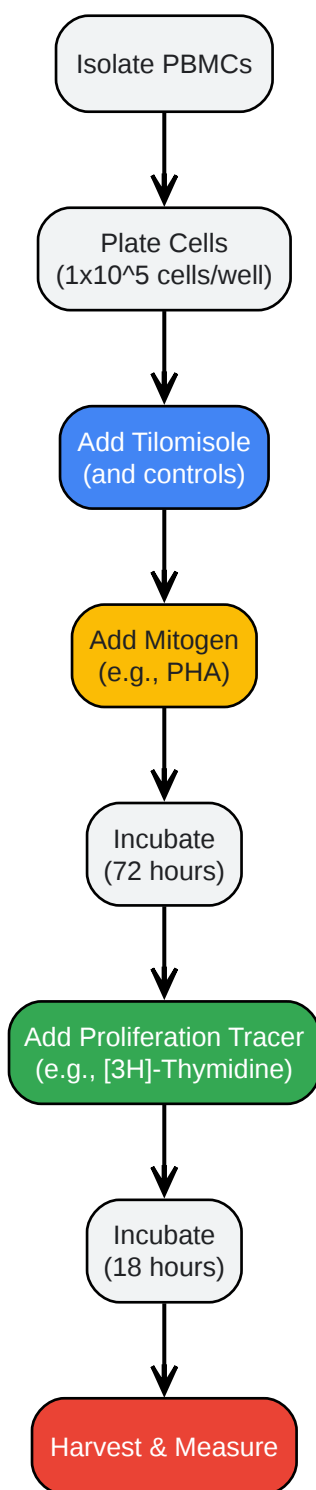 Isolate PBMCs
Plate Cells
(1x10^5 cells/well)
Add Tilomisole
(and controls)
Add Mitogen
(e.g., PHA)
Incubate
(72 hours)
Add Proliferation Tracer
(e.g., [3H]-Thymidine)
Incubate
(18 hours)
Harvest & Measure